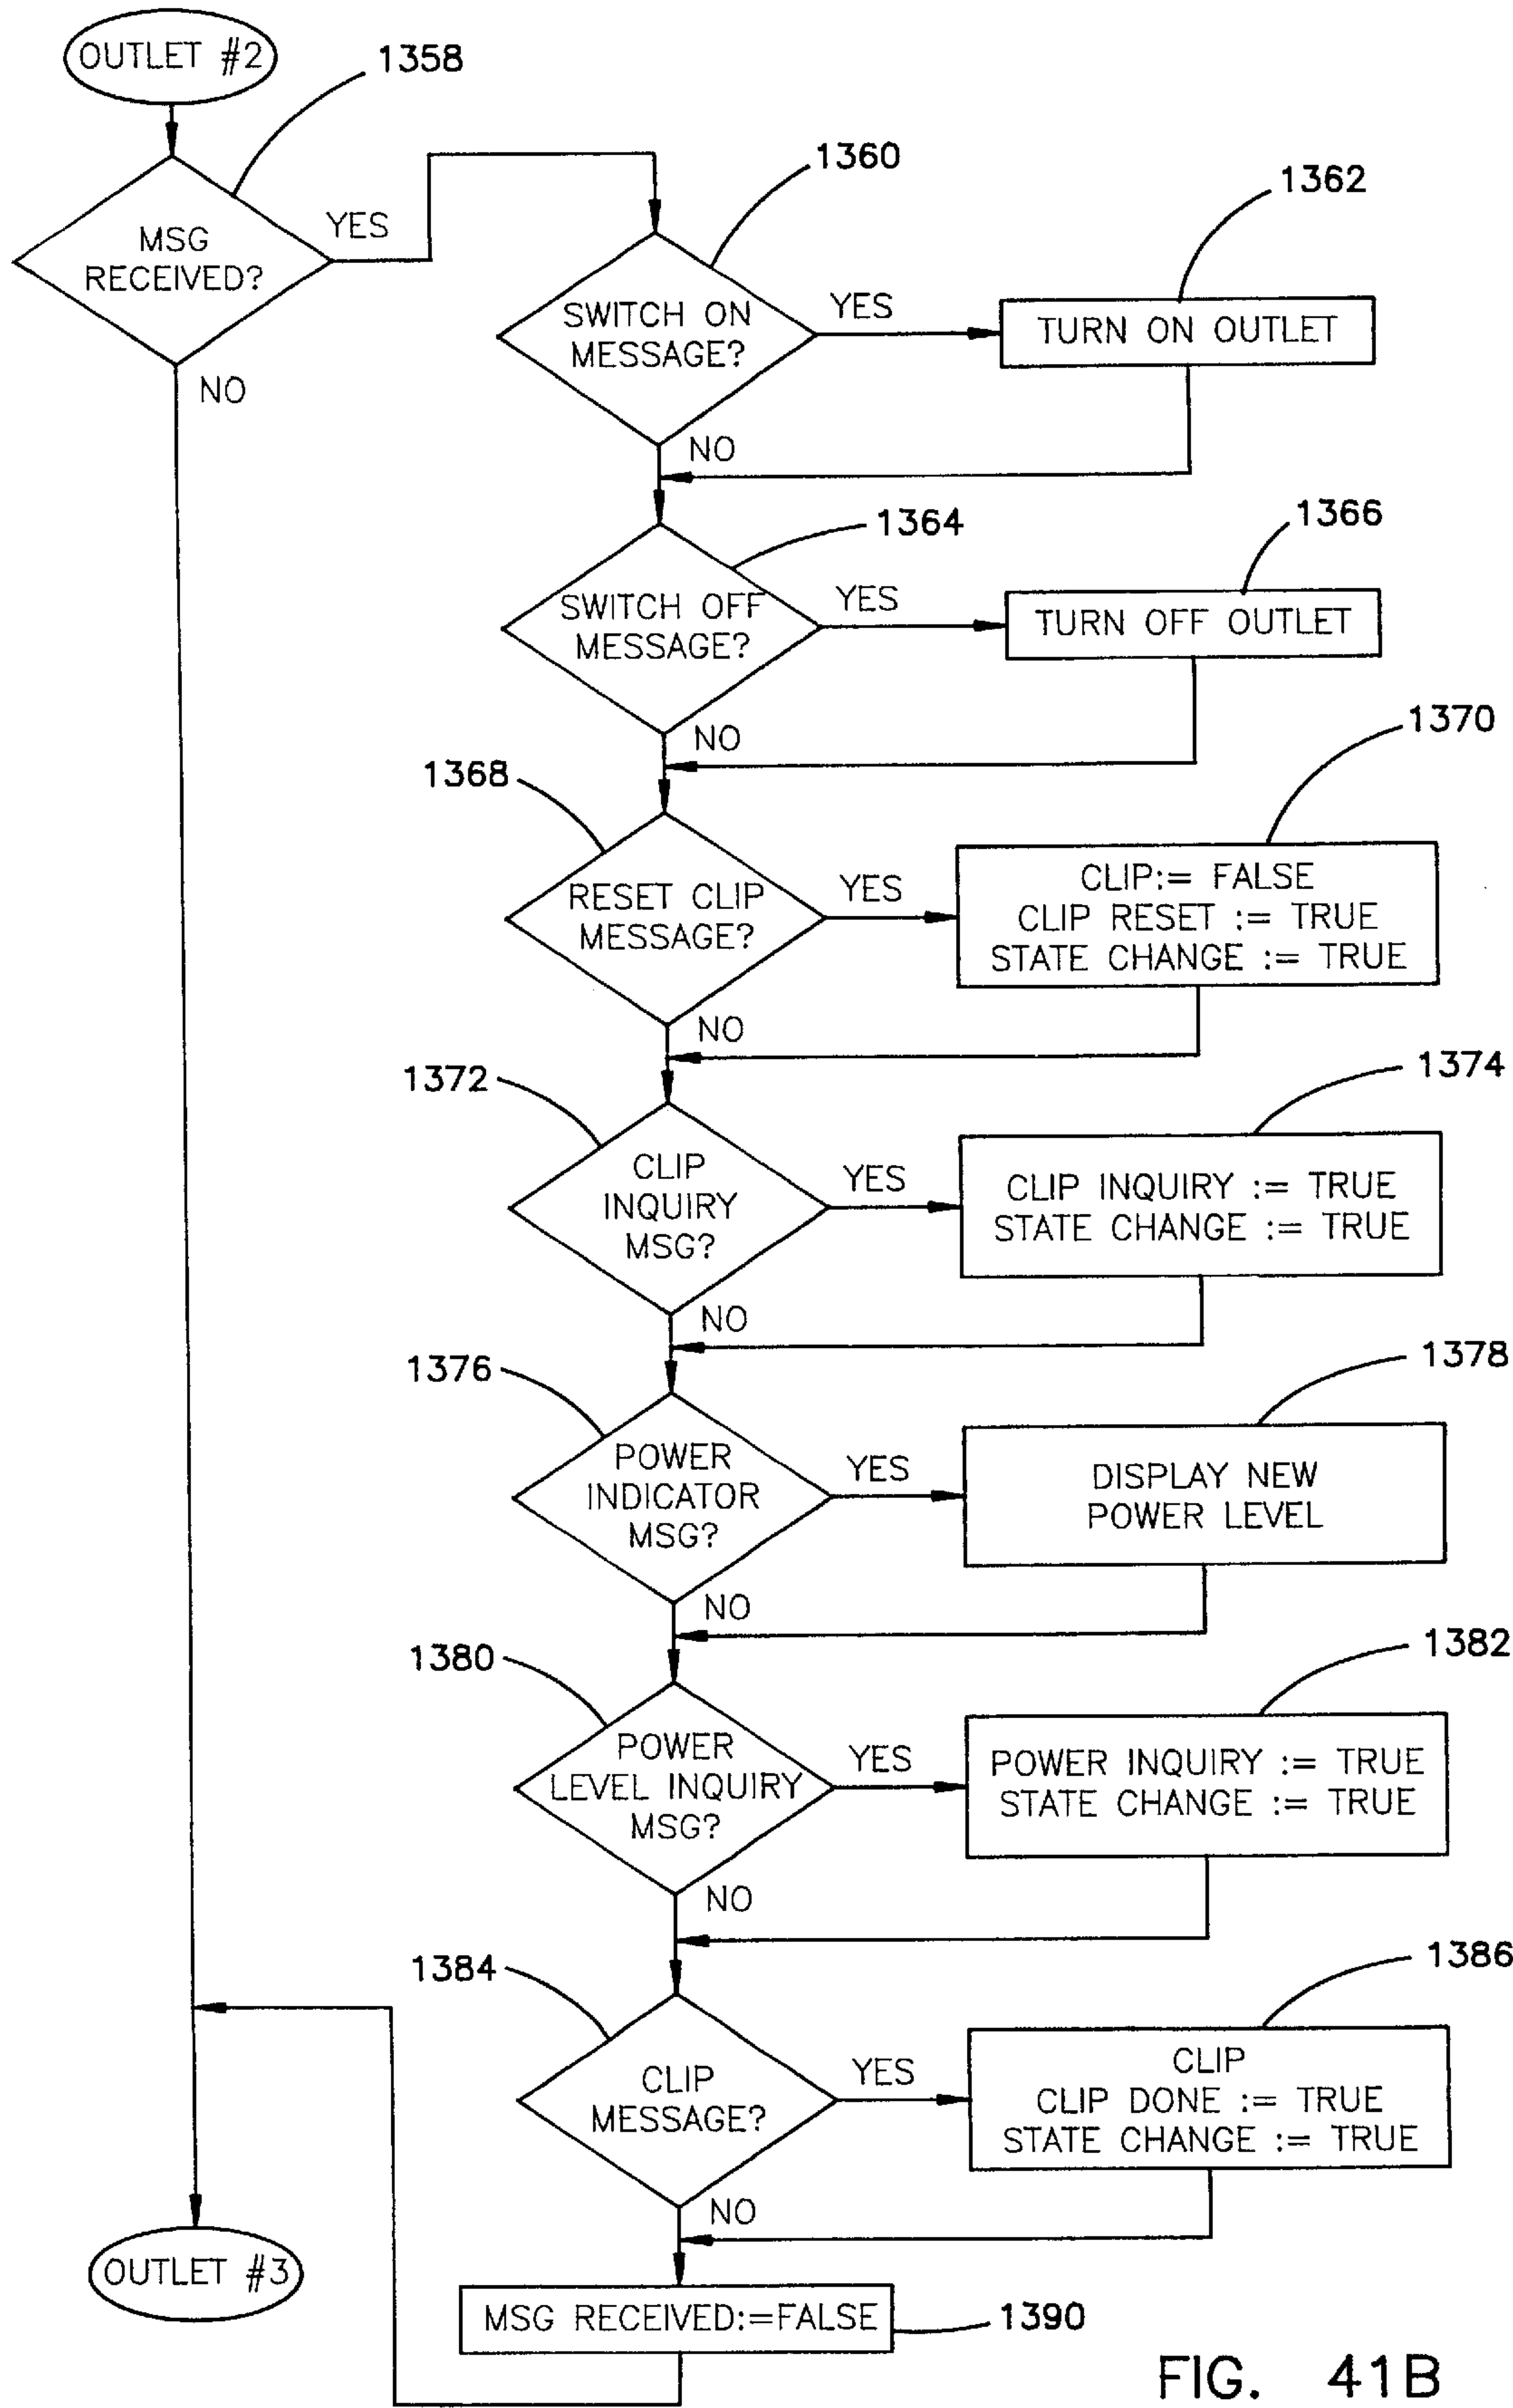 OUTLET #2
1358
MSG
RECEIVED?
YES
NO
1360
SWITCH ON
MESSAGE?
YES
NO
1362
TURN ON OUTLET
1364
SWITCH OFF
MESSAGE?
YES
NO
1366
TURN OFF OUTLET
1368
RESET CLIP
MESSAGE?
YES
NO
1370
CLIP:= FALSE
CLIP RESET := TRUE
STATE CHANGE := TRUE
1372
CLIP
INQUIRY
MSG?
YES
NO
1374
CLIP INQUIRY := TRUE
STATE CHANGE := TRUE
1376
POWER
INDICATOR
MSG?
YES
NO
1378
DISPLAY NEW
POWER LEVEL
1380
POWER
LEVEL INQUIRY
MSG?
YES
NO
1382
POWER INQUIRY := TRUE
STATE CHANGE := TRUE
1384
CLIP
MESSAGE?
YES
NO
1386
CLIP
CLIP DONE := TRUE
STATE CHANGE := TRUE
MSG RECEIVED:=FALSE
1390
OUTLET #3
FIG. 41B